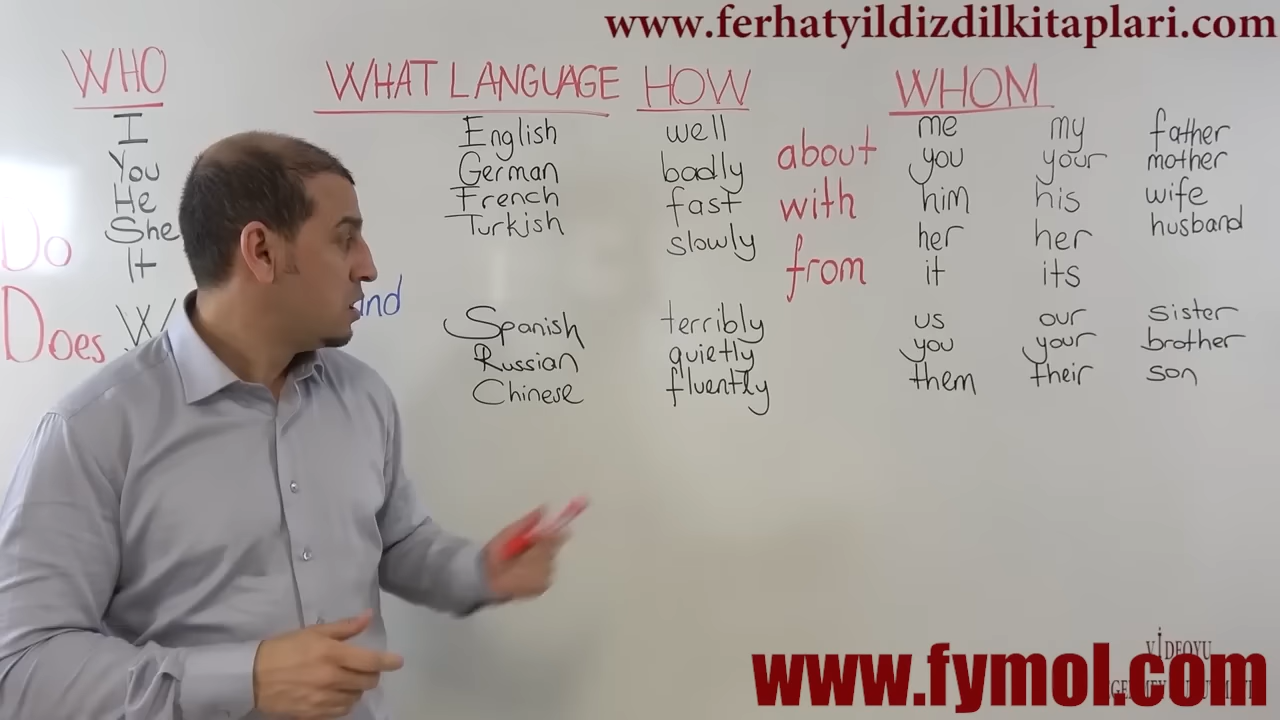 www.ferhatyildizdilkitaplari.com
WHO WHAT LANGUAGE HOW WHOM
I English well me my father
You German badly about you your mother
He French fast with him his wife
She Turkish slowly her her husband
Do It from it its
Does Spanish terribly us our sister
Russian quietly you your brother
Chinese fluently them their son
VİDEOYU
www.fymol.com